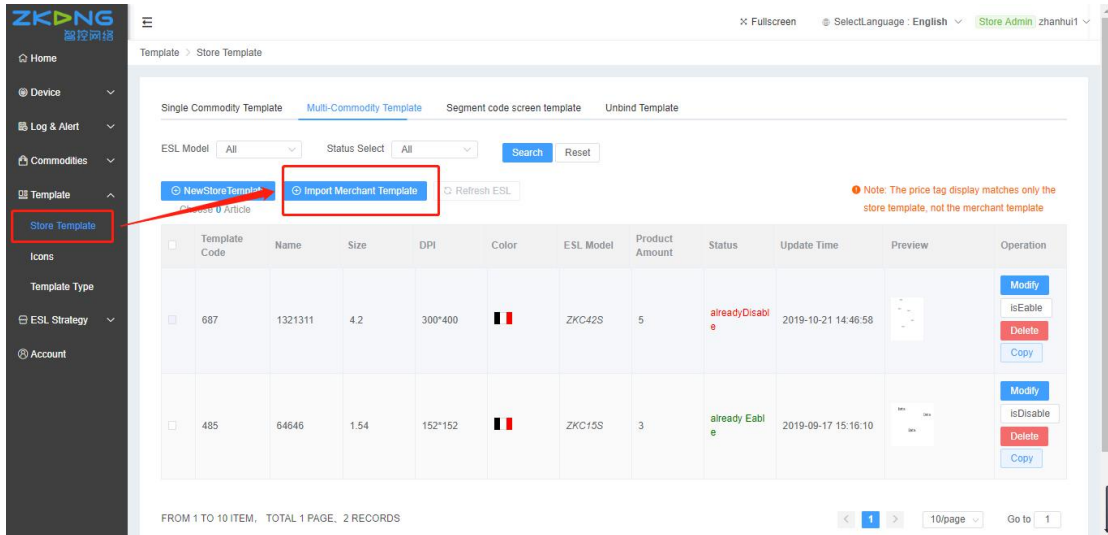 ZKONG
智控网络
Fullscreen
SelectLanguage : English
Store Admin zhanhui1
Home
Device
Log & Alert
Commodities
Template
Store Template
Icons
Template Type
ESL Strategy
Account
Template > Store Template
Single Commodity Template Multi-Commodity Template Segment code screen template Unbind Template
ESL Model All Status Select All Search Reset
NewStoreTemplate Import Merchant Template Refresh ESL
Choose 0 Article
Note: The price tag display matches only the
store template, not the merchant template
Template Code Name Size DPI Color ESL Model Product Amount Status Update Time Preview Operation
687 1321311 4.2 300*400 ZKC42S 5 alreadyDisable 2019-10-21 14:46:58
Modify
isEable
Delete
Copy
485 64646 1.54 152*152 ZKC15S 3 already Eable 2019-09-17 15:16:10
Modify
isDisable
Delete
Copy
FROM 1 TO 10 ITEM, TOTAL 1 PAGE、2 RECORDS
< 1 > 10/page Go to 1